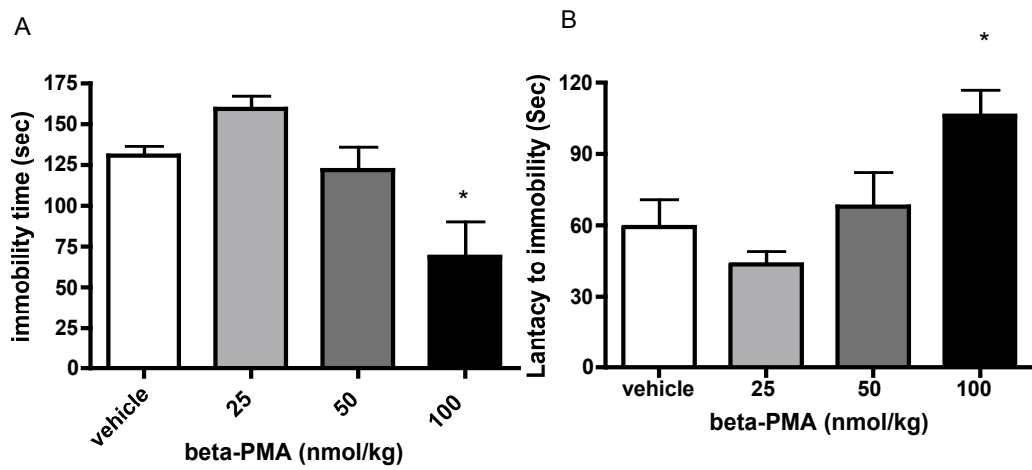 A
immobility time (sec)
175
150
125
100
75
50
25
0
*
vehicle
25
50
100
beta-PMA (nmol/kg)
B
Lantacy to immobility (Sec)
120
90
60
30
0
*
vehicle 25 50 100
beta-PMA (nmol/kg)